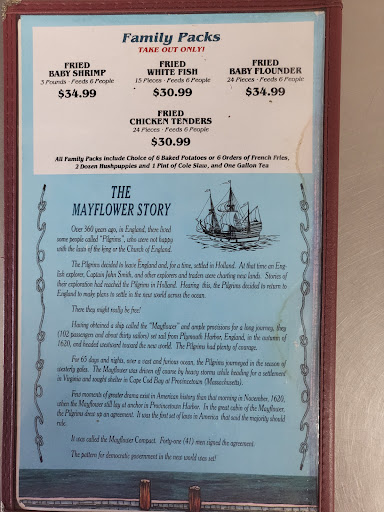 Family Packs
TAKE OUT ONLY!
FRIED
BABY SHRIMP
3 Pounds · Feeds 6 People
$34.99
FRIED
WHITE FISH
15 Pieces · Feeds 6 People
$30.99
FRIED
BABY FLOUNDER
24 Pieces · Feeds 6 People
$34.99
FRIED
CHICKEN TENDERS
24 Pieces · Feeds 6 People
$30.99
All Family Packs include Choice of 6 Baked Potatoes or 6 Orders of French Fries,
2 Dozen Hushpuppies and 1 Pint of Cole Slaw, and One Gallon Tea
THE
MAYFLOWER STORY
Over 360 years ago, in England, there lived
some people called "Pilgrims", who were not happy
with the laws of the king or the Church of England.
The Pilgrims decided to leave England and, for a time, settled in Holland. At that time an Eng-
lish explorer, Captain John Smith, and other explorers and traders were charting new lands. Stories of
their exploration had reached the Pilgrims in Holland. Hearing this, the Pilgrims decided to return to
England to make plans to settle in the new world across the ocean.
There they might really be free!
Having obtained a ship called the "Mayflower" and ample provisions for a long journey, they
(102 passengers and about thirty sailors) set sail from Plymouth Harbor, England, in the autumn of
1620, and headed westward toward the new world. The Pilgrims had plenty of courage.
For 65 days and nights, over a vast and furious ocean, the Pilgrims journeyed in the season of
westerly gales. The Mayflower was driven off course by heavy storms while heading for a settlement
in Virginia and sought shelter in Cape Cod Bay at Provincetown (Massachusetts).
Few moments of greater drama exist in American history than that morning in November, 1620,
when the Mayflower still lay at anchor in Provincetown Harbor. In the great cabin of the Mayflower,
the Pilgrims drew up an agreement. It was the first set of laws in America that said the majority should
rule.
It was called the Mayflower Compact. Forty-one (41) men signed the agreement.
The pattern for democratic government in the new world was set!